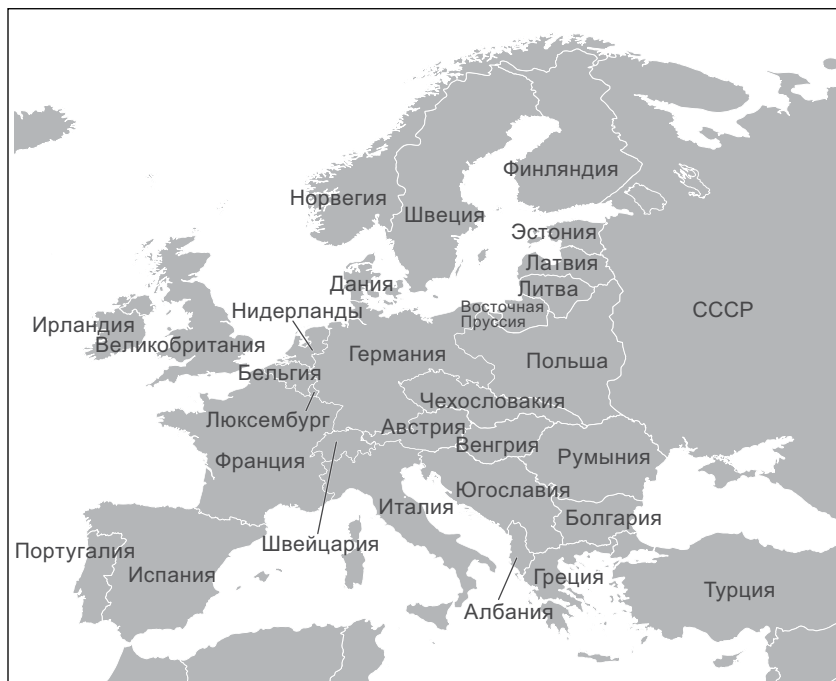 Финляндия
Норвегия
Швеция
Эстония
Латвия
Дания
Литва
Нидерланды
Восточная
Пруссия
СССР
Ирландия
Великобритания
Германия
Польша
Бельгия
Чехословакия
Люксембург
Австрия
Венгрия
Франция
Румыния
Югославия
Италия
Болгария
Швейцария
Португалия
Испания
Греция
Турция
Албания